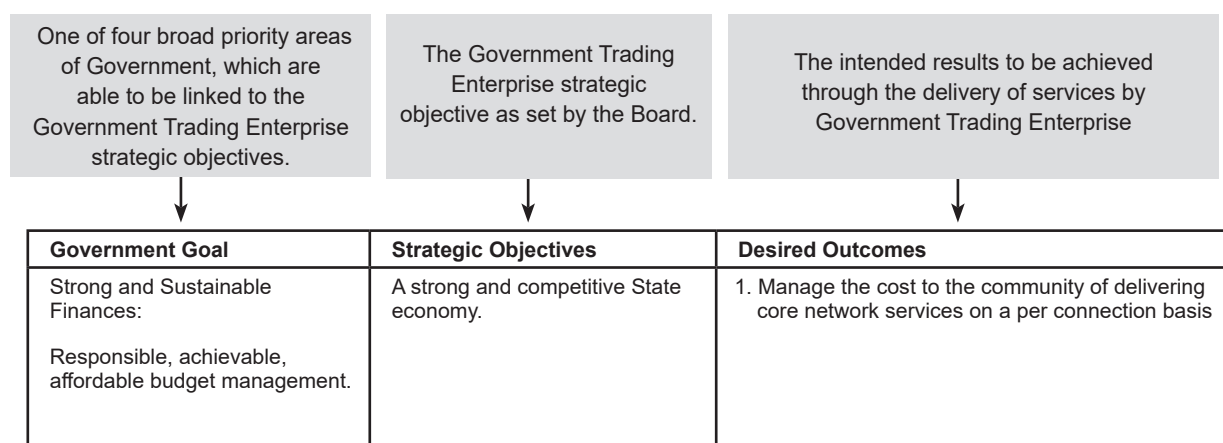 One of four broad priority areas
of Government, which are
able to be linked to the
Government Trading Enterprise
strategic objectives.
The Government Trading
Enterprise strategic
objective as set by the Board.
The intended results to be achieved
through the delivery of services by
Government Trading Enterprise
Government Goal
Strategic Objectives
Desired Outcomes
Strong and Sustainable
Finances:
Responsible, achievable,
affordable budget management.
A strong and competitive State
economy.
1. Manage the cost to the community of delivering
core network services on a per connection basis